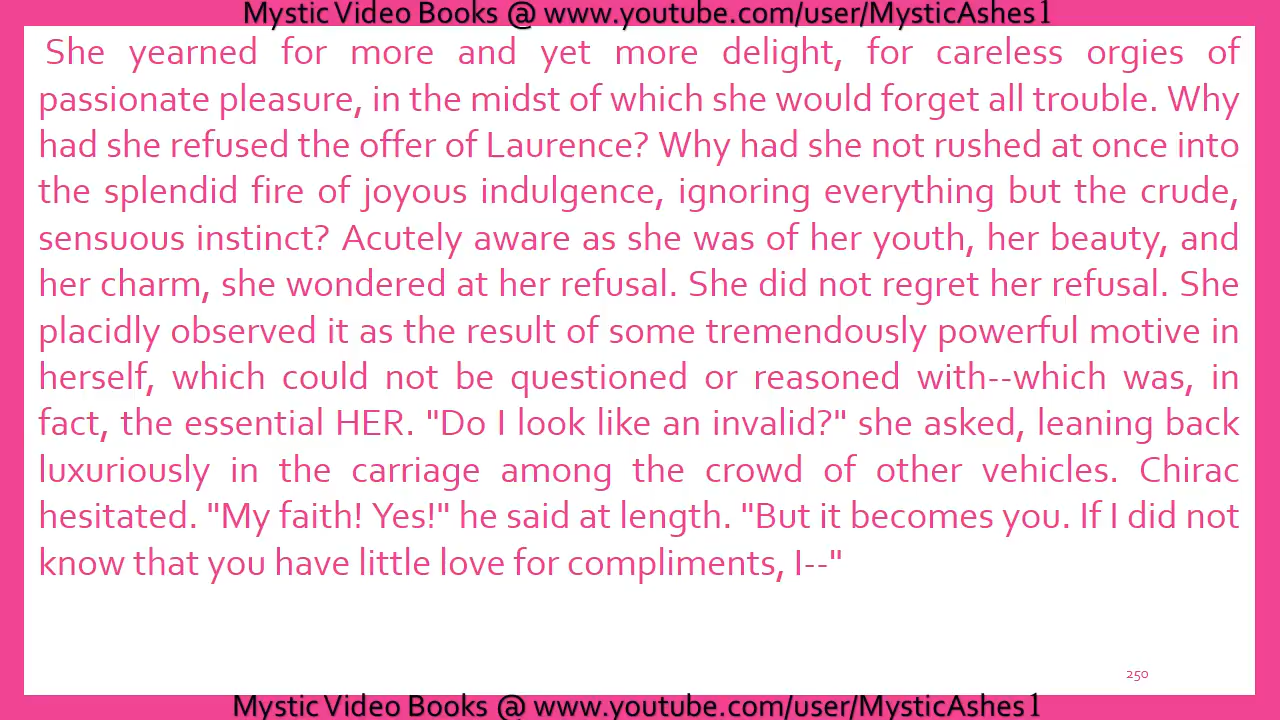 Mystic Video Books @ www.youtube.com/user/MysticAshes1
She yearned for more and yet more delight, for careless orgies of
passionate pleasure, in the midst of which she would forget all trouble. Why
had she refused the offer of Laurence? Why had she not rushed at once into
the splendid fire of joyous indulgence, ignoring everything but the crude,
sensuous instinct? Acutely aware as she was of her youth, her beauty, and
her charm, she wondered at her refusal. She did not regret her refusal. She
placidly observed it as the result of some tremendously powerful motive in
herself, which could not be questioned or reasoned with--which was, in
fact, the essential HER. "Do I look like an invalid?" she asked, leaning back
luxuriously in the carriage among the crowd of other vehicles. Chirac
hesitated. "My faith! Yes!" he said at length. "But it becomes you. If I did not
know that you have little love for compliments, I--"
250
Mystic Video Books @ www.youtube.com/user/MysticAshes1